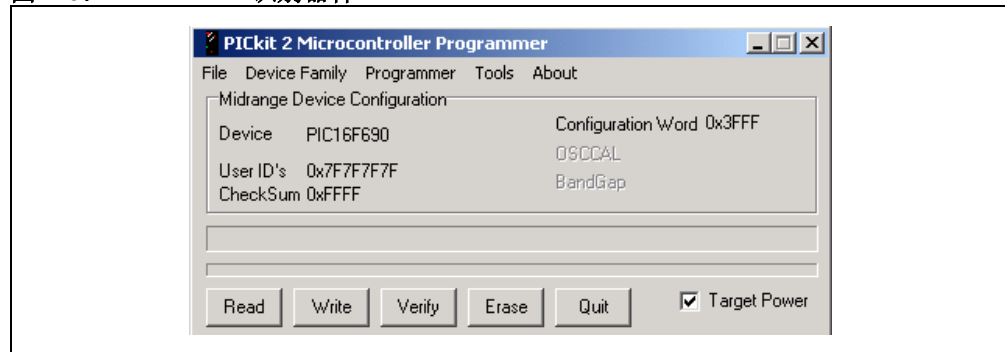 PICkit 2 Microcontroller Programmer
File Device Family Programmer Tools About
Midrange Device Configuration
Device PIC16F690
Configuration Word 0x3FFF
OSCCAL
User ID's 0x7F7F7F7F
BandGap
CheckSum 0xFFFF
Read Write Verify Erase Quit Target Power